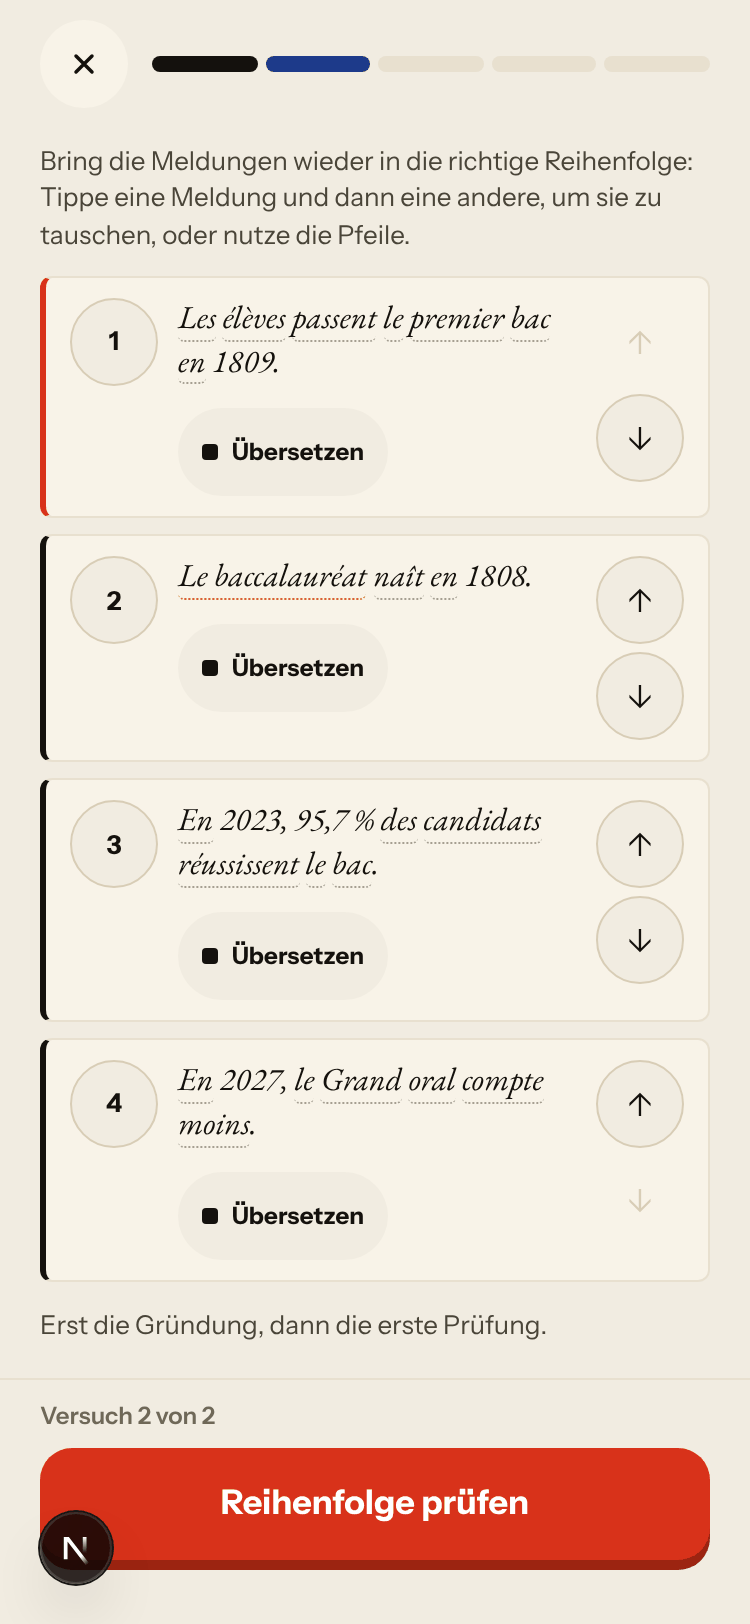 Bring die Meldungen wieder in die richtige Reihenfolge:
Tippe eine Meldung und dann eine andere, um sie zu
tauschen, oder nutze die Pfeile.
1
Les élèves passent le premier bac
en 1809.
Übersetzen
2
Le baccalauréat naît en 1808.
Übersetzen
3
En 2023, 95,7 % des candidats
réussissent le bac.
Übersetzen
4
En 2027, le Grand oral compte
moins.
Übersetzen
Erst die Gründung, dann die erste Prüfung.
Versuch 2 von 2
Reihenfolge prüfen
N